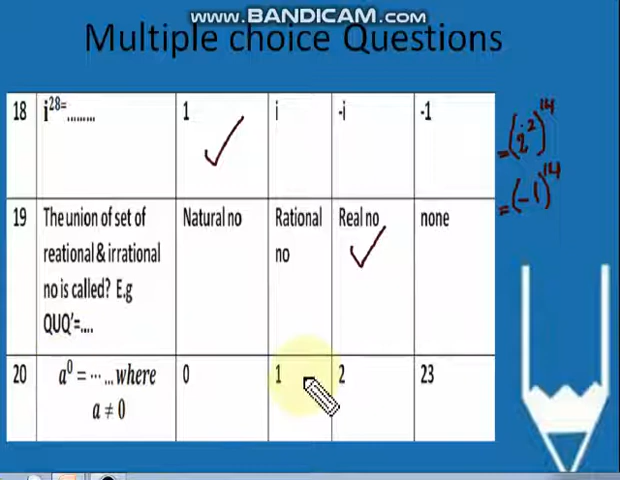 www.BANDICAM.com
Multiple choice Questions
18 i²⁸= ........ 1 i -i -1
=(i²)¹⁴
=(-1)¹⁴
19 The union of set of Natural no Rational Real no none
reational & irrational no
no is called? E.g
QUQ'=....
20 a⁰ = ⋯ ... where 0 1 2 23
a ≠ 0